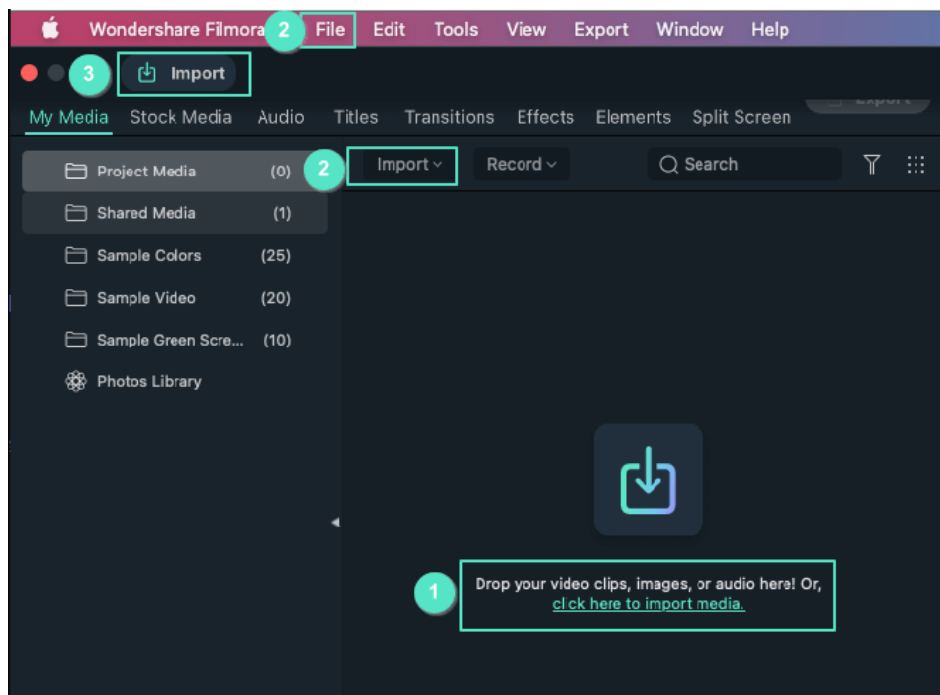 Wondershare Filmora 2 File Edit Tools View Export Window Help
3 Import
Export
My Media Stock Media Audio Titles Transitions Effects Elements Split Screen
Project Media (0) 2 Import Record Search
Shared Media (1)
Sample Colors (25)
Sample Video (20)
Sample Green Scre... (10)
Photos Library
1 Drop your video clips, images, or audio here! Or,
click here to import media.